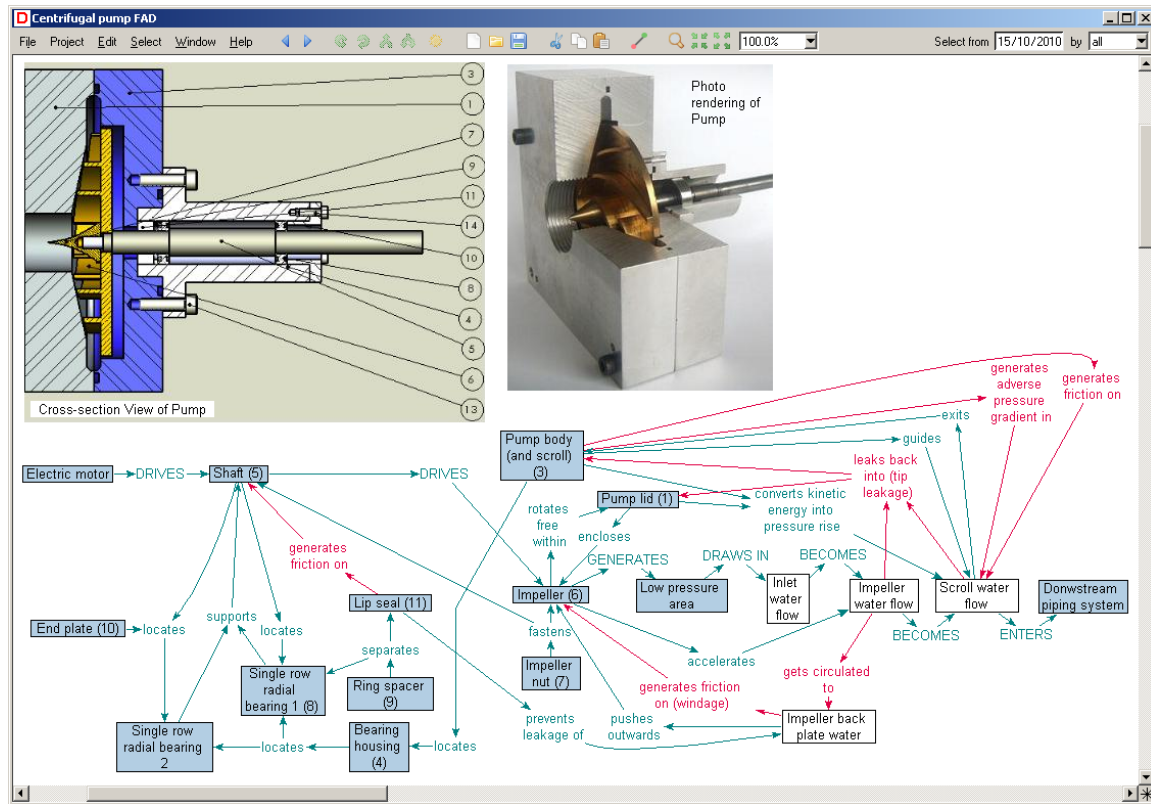 Centrifugal pump FAD
File Project Edit Select Window Help
100.0%
Select from 15/10/2010 by all
3
1
7
9
11
14
10
8
4
5
6
13
Cross-section View of Pump
Photo
rendering of
Pump
generates
adverse
pressure
gradient in
generates
friction on
exits
guides
Pump body
(and scroll)
(3)
leaks back
into (tip
leakage)
Electric motor
DRIVES
Shaft (5)
DRIVES
Pump lid (1)
converts kinetic
energy into
pressure rise
rotates
free
within
encloses
generates
friction on
GENERATES
DRAWS IN
BECOMES
Lip seal (11)
Impeller (6)
Low pressure
area
Inlet
water
flow
Impeller
water flow
Scroll water
flow
Donwstream
piping system
End plate (10)
locates
supports
locates
fastens
BECOMES
ENTERS
separates
accelerates
Single row
radial
bearing 1 (8)
Ring spacer
(9)
Impeller
nut (7)
generates friction
on (windage)
gets circulated
to
Single row
radial bearing
2
locates
Bearing
housing
(4)
locates
prevents
leakage of
pushes
outwards
Impeller back
plate water